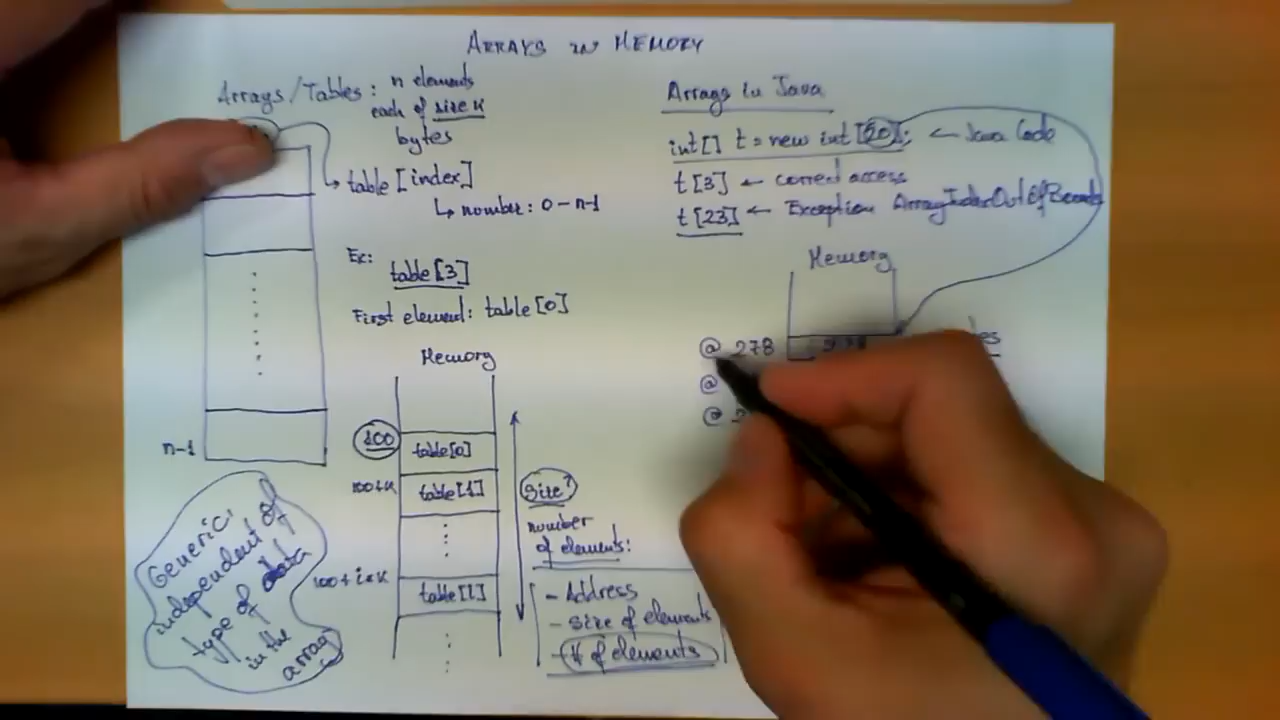 ARRAYS IN MEMORY
Arrays/Tables: n elements
each of size k
bytes
table [index]
↳ number: 0-n-1
Ex:
table[3]
First element: table[0]
n-1
Generic,
independent of
type of data
in the
array
Memory
100
table[0]
100+k
table[1]
100+i*k
table[i]
Size?
number
of elements:
- Address
- Size of elements
- # of elements
Arrays in Java
int[] t = new int[20]; ← Java Code
t[3] ← correct access
t[23] ← Exception ArrayIndexOutOfBounds
Memory
@ 278
@
@